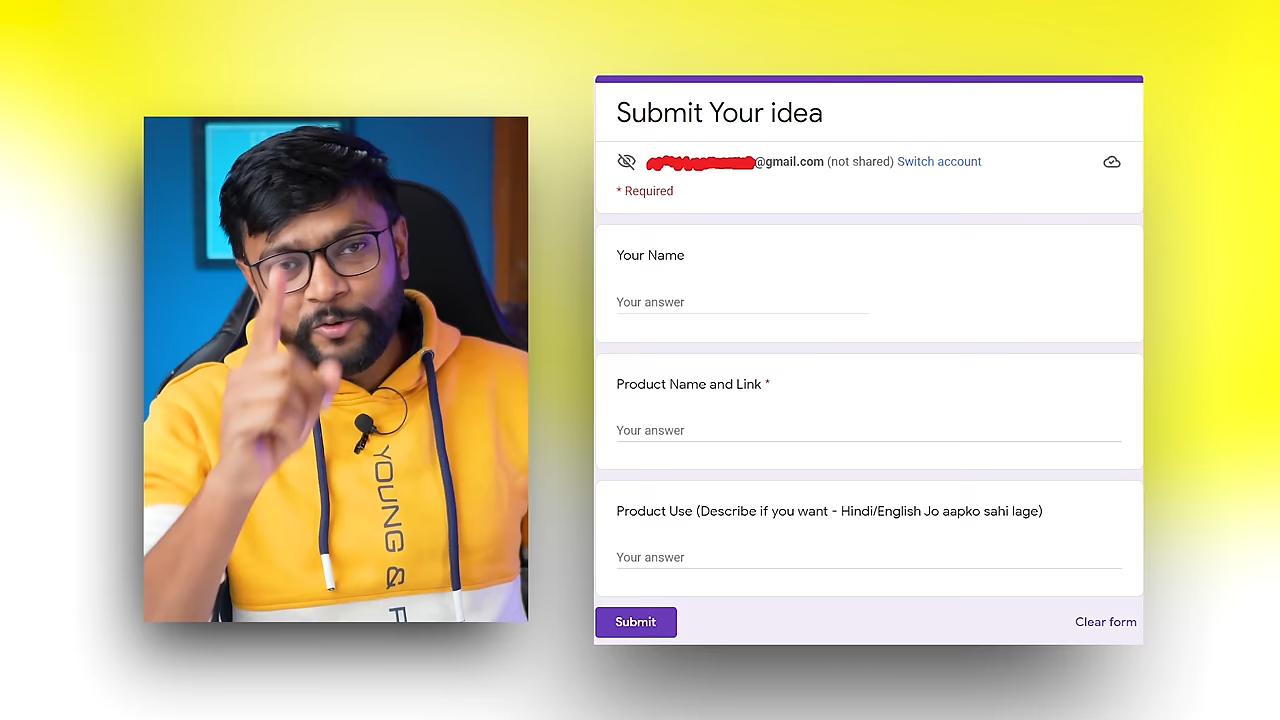 Submit Your idea
@gmail.com (not shared) Switch account
* Required
Your Name
Your answer
Product Name and Link *
Your answer
Product Use (Describe if you want - Hindi/English Jo aapko sahi lage)
Your answer
Submit
Clear form
YOUNG &